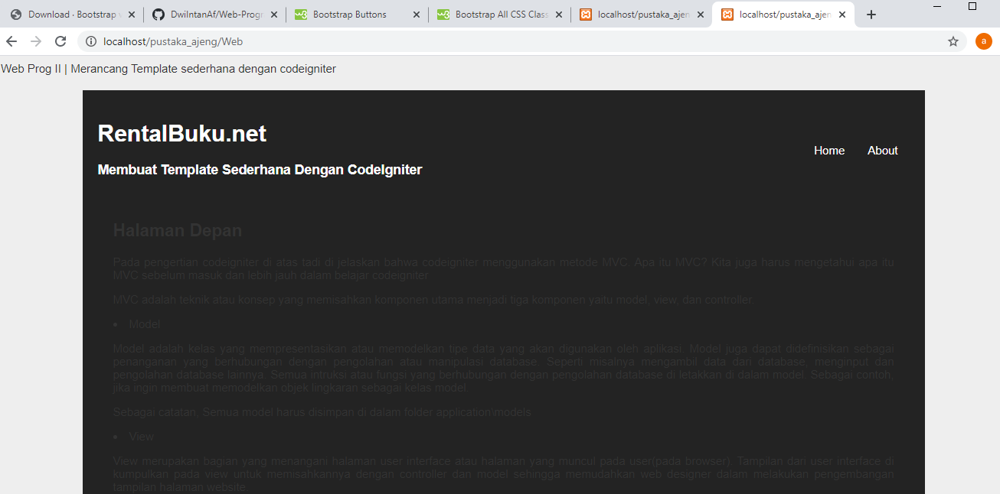 Download · Bootstrap
DwiIntanAf/Web-Progr
Bootstrap Buttons
Bootstrap All CSS Class
localhost/pustaka_ajen
localhost/pustaka_ajen
localhost/pustaka_ajeng/Web
a
Web Prog II | Merancang Template sederhana dengan codeigniter
RentalBuku.net
Home About
Membuat Template Sederhana Dengan CodeIgniter
Halaman Depan
Pada pengertian codeigniter di atas tadi di jelaskan bahwa codeigniter menggunakan metode MVC. Apa itu MVC? Kita juga harus mengetahui apa itu
MVC sebelum masuk dan lebih jauh dalam belajar codeigniter.
MVC adalah teknik atau konsep yang memisahkan komponen utama menjadi tiga komponen yaitu model, view, dan controller.
• Model
Model adalah kelas yang mempresentasikan atau memodelkan tipe data yang akan digunakan oleh aplikasi. Model juga dapat didefinisikan sebagai
penanganan yang berhubungan dengan pengolahan atau manipulasi database. Seperti misalnya mengambil data dari database, menginput dan
pengolahan database lainnya. Semua intruksi atau fungsi yang berhubungan dengan pengolahan database di letakkan di dalam model. Sebagai contoh,
jika ingin membuat memodelkan objek lingkaran sebagai kelas model.
Sebagai catatan, Semua model harus disimpan di dalam folder application\models
• View
View merupakan bagian yang menangani halaman user interface atau halaman yang muncul pada user(pada browser). Tampilan dari user interface di
kumpulkan pada view untuk memisahkannya dengan controller dan model sehingga memudahkan web designer dalam melakukan pengembangan
tampilan halaman website.